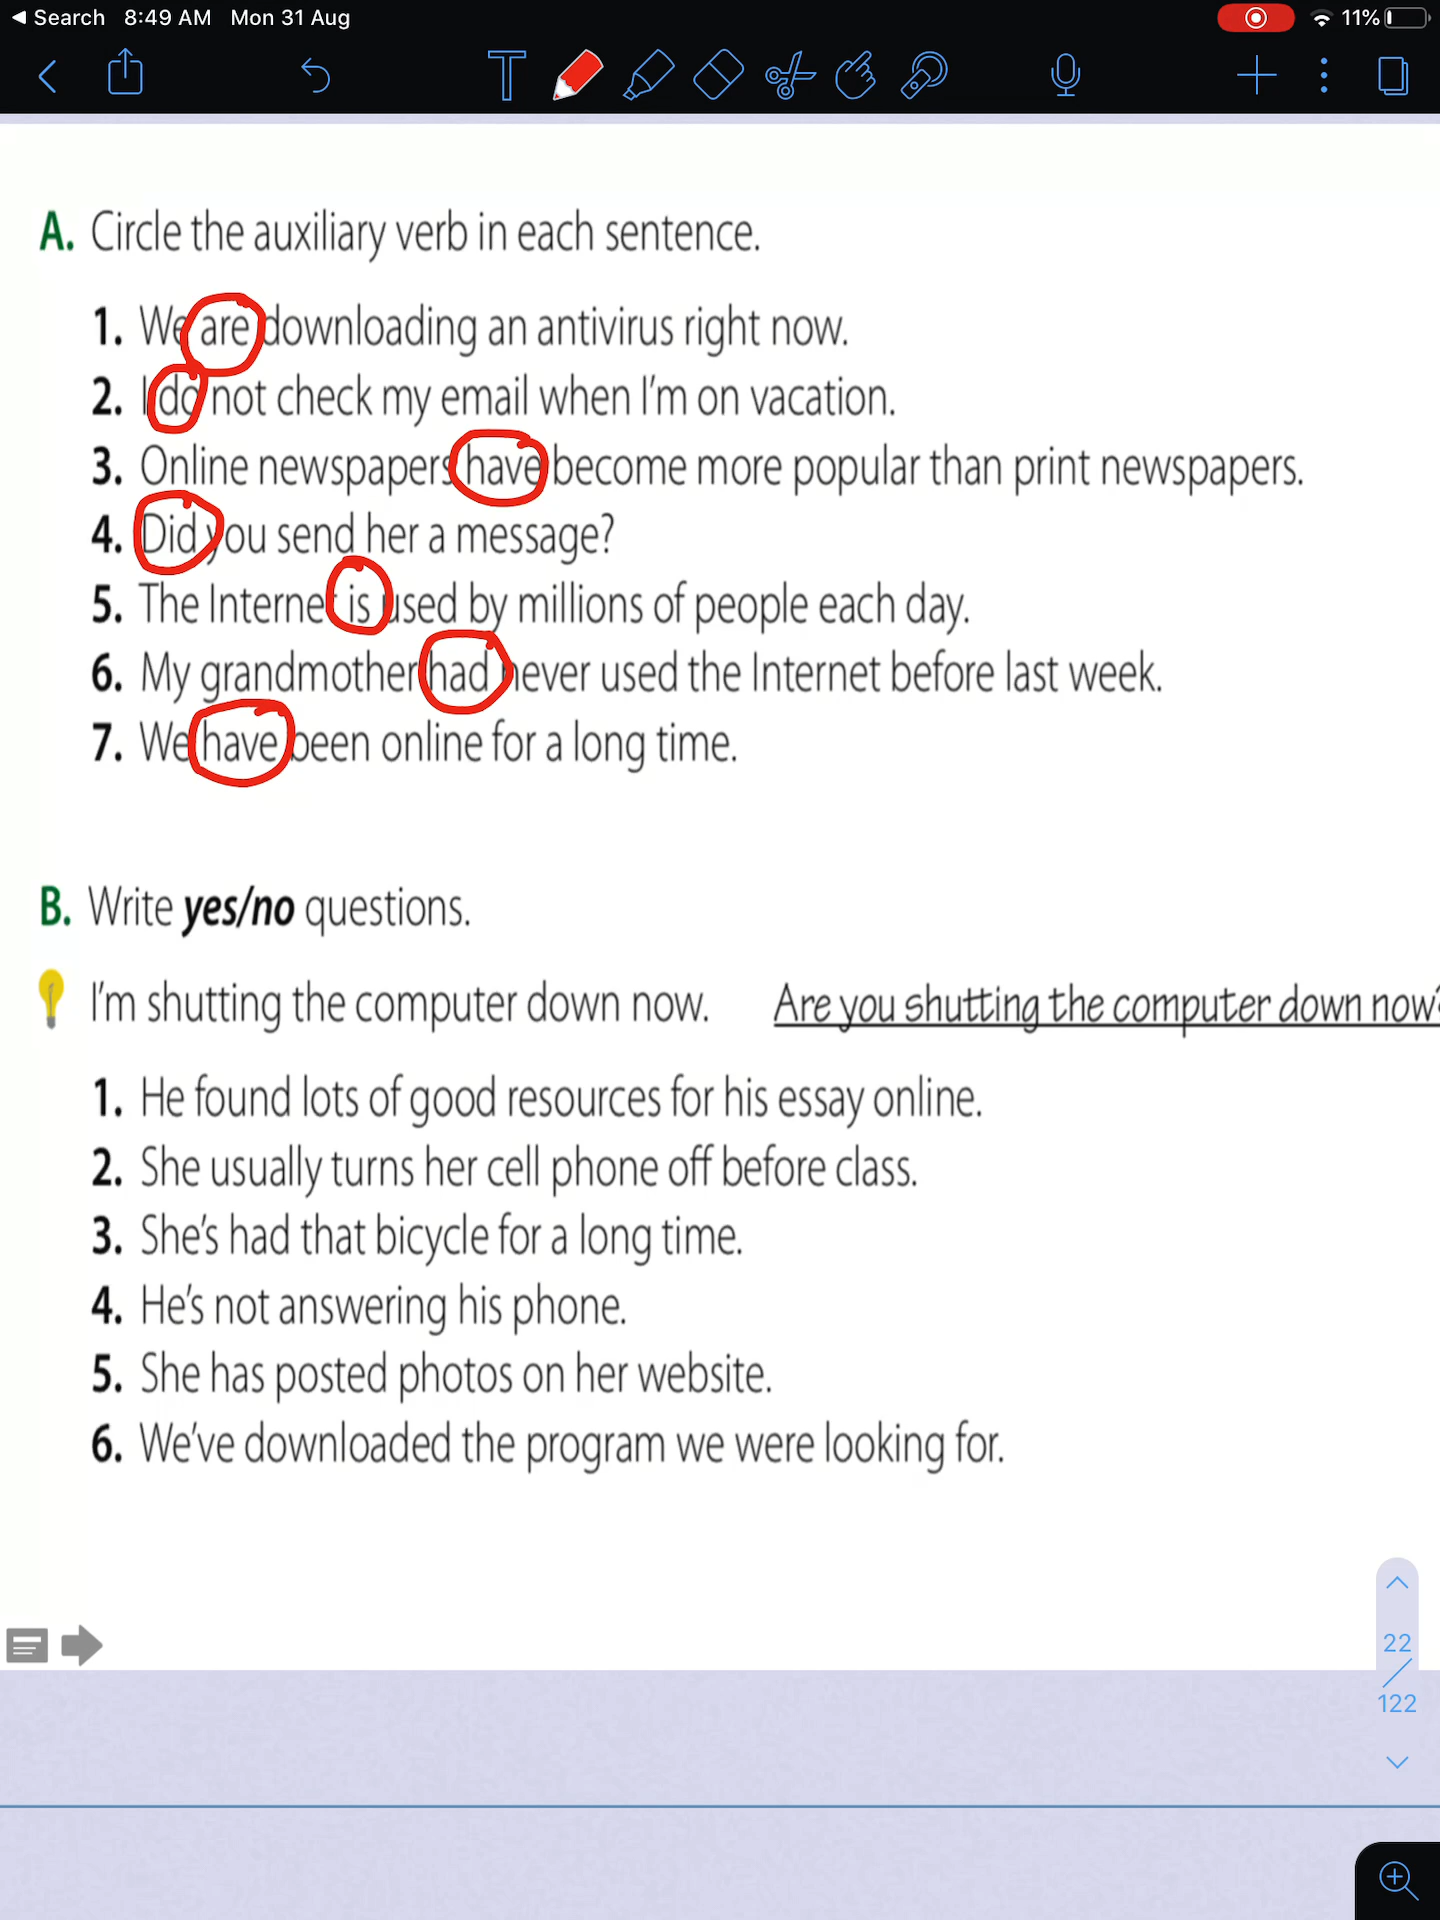 Search 8:49 AM Mon 31 Aug 11%
A. Circle the auxiliary verb in each sentence.
1. We are downloading an antivirus right now.
2. I do not check my email when I'm on vacation.
3. Online newspapers have become more popular than print newspapers.
4. Did you send her a message?
5. The Internet is used by millions of people each day.
6. My grandmother had never used the Internet before last week.
7. We have been online for a long time.
B. Write yes/no questions.
I'm shutting the computer down now. Are you shutting the computer down now?
1. He found lots of good resources for his essay online.
2. She usually turns her cell phone off before class.
3. She's had that bicycle for a long time.
4. He's not answering his phone.
5. She has posted photos on her website.
6. We've downloaded the program we were looking for.
22
/
122